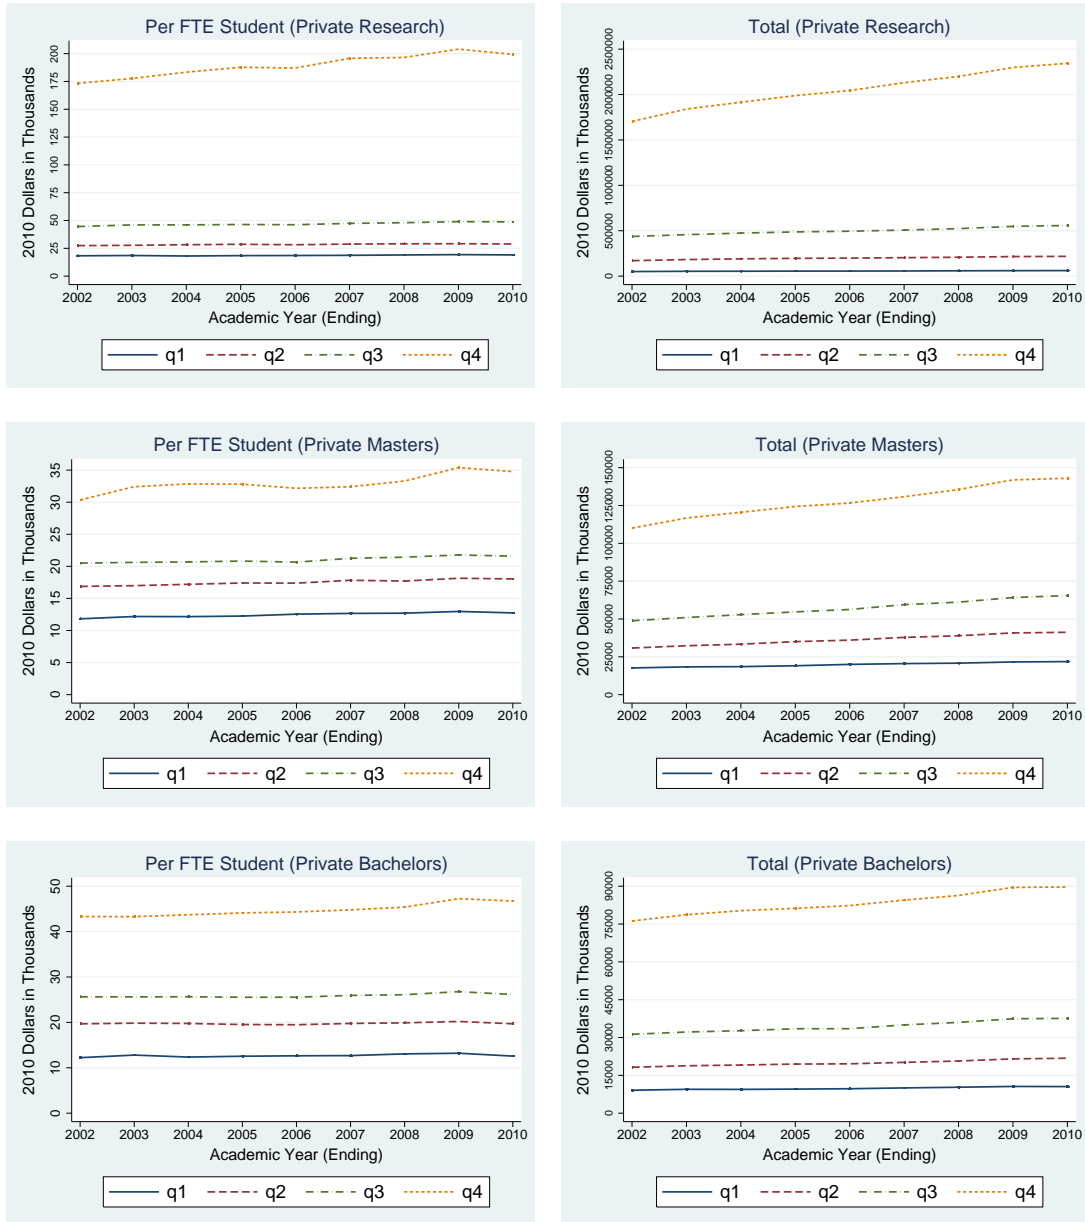 Per FTE Student (Private Research)
2010 Dollars in Thousands
200
175
150
125
100
75
50
25
0
2002 2003 2004 2005 2006 2007 2008 2009 2010
Academic Year (Ending)
q1 q2 q3 q4
Total (Private Research)
2010 Dollars in Thousands
2500000
2000000
1500000
1000000
500000
0
2002 2003 2004 2005 2006 2007 2008 2009 2010
Academic Year (Ending)
q1 q2 q3 q4
Per FTE Student (Private Masters)
2010 Dollars in Thousands
35
30
25
20
15
10
5
0
2002 2003 2004 2005 2006 2007 2008 2009 2010
Academic Year (Ending)
q1 q2 q3 q4
Total (Private Masters)
2010 Dollars in Thousands
150000
125000
100000
75000
50000
25000
0
2002 2003 2004 2005 2006 2007 2008 2009 2010
Academic Year (Ending)
q1 q2 q3 q4
Per FTE Student (Private Bachelors)
2010 Dollars in Thousands
50
40
30
20
10
0
2002 2003 2004 2005 2006 2007 2008 2009 2010
Academic Year (Ending)
q1 q2 q3 q4
Total (Private Bachelors)
2010 Dollars in Thousands
90000
75000
60000
45000
30000
15000
0
2002 2003 2004 2005 2006 2007 2008 2009 2010
Academic Year (Ending)
q1 q2 q3 q4